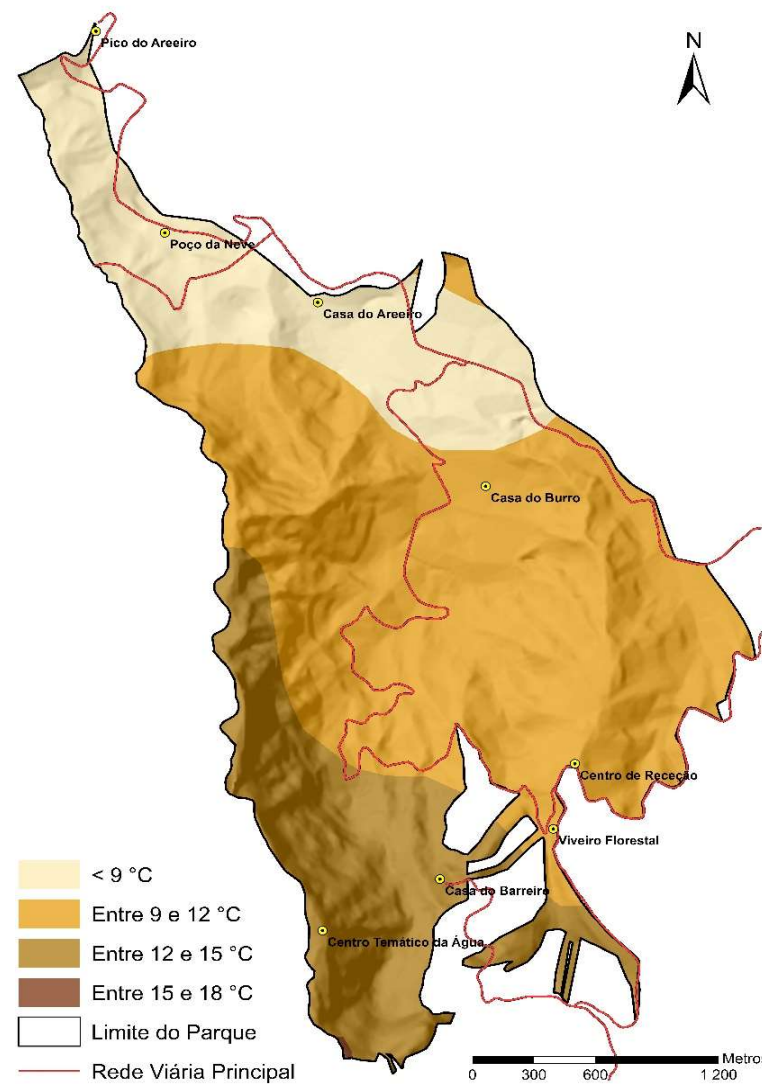 Pico do Areeiro
N
Poço da Neve
Casa do Areeiro
Casa do Burro
Centro de Receção
Viveiro Florestal
Casa do Barreiro
Centro Temático da Água
< 9 °C
Entre 9 e 12 °C
Entre 12 e 15 °C
Entre 15 e 18 °C
Limite do Parque
Rede Viária Principal
Metros
0 300 600 1 200